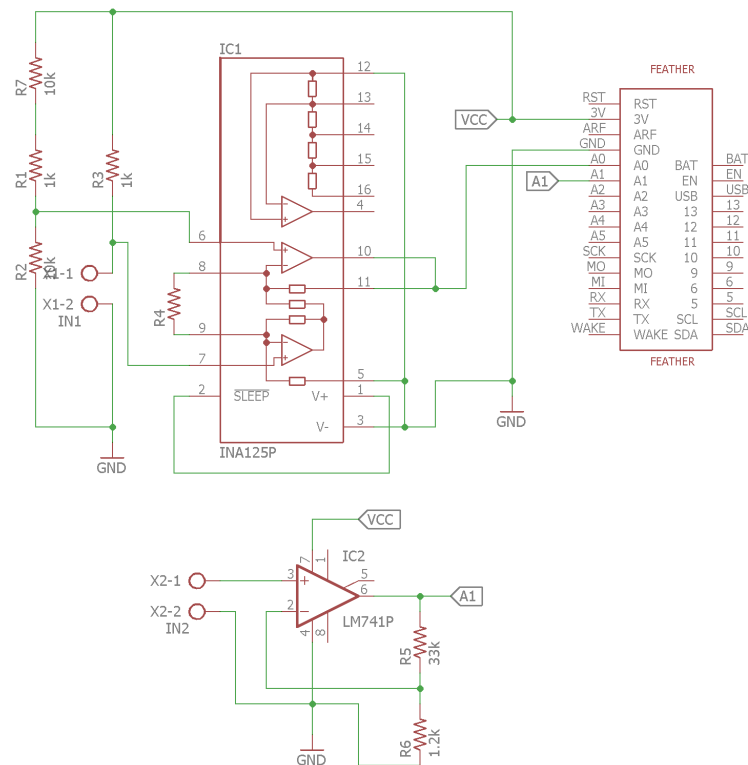 IC1
R7
10k
R1
1k
R3
1k
R2
10k
X1-1
X1-2
IN1
GND
R4
12
13
14
15
16
4
6
8
9
7
2
10
11
5
1
3
SLEEP
V+
V-
INA125P
VCC
A1
GND
FEATHER
RST
3V
ARF
GND
A0
A1
A2
A3
A4
A5
SCK
MO
MI
RX
TX
WAKE
RST
3V
ARF
GND
A0 BAT
A1 EN
A2 USB
A3 13
A4 12
A5 11
SCK 10
MO 9
MI 6
RX 5
TX SCL
WAKE SDA
BAT
EN
USB
13
12
11
10
9
6
5
SCL
SDA
FEATHER
VCC
IC2
X2-1
X2-2
IN2
3
2
7
1
4
8
5
6
LM741P
A1
R5
33k
R6
1.2k
GND